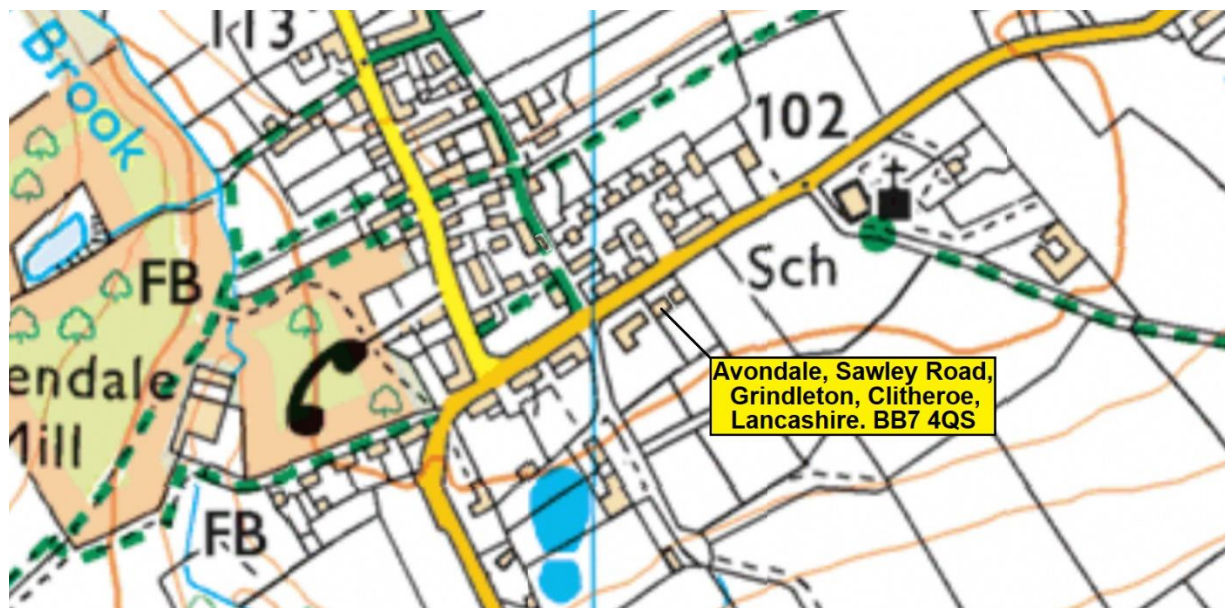 113
Brook
102
FB
Sch
endale
Mill
Avondale, Sawley Road,
Grindleton, Clitheroe,
Lancashire. BB7 4QS
FB